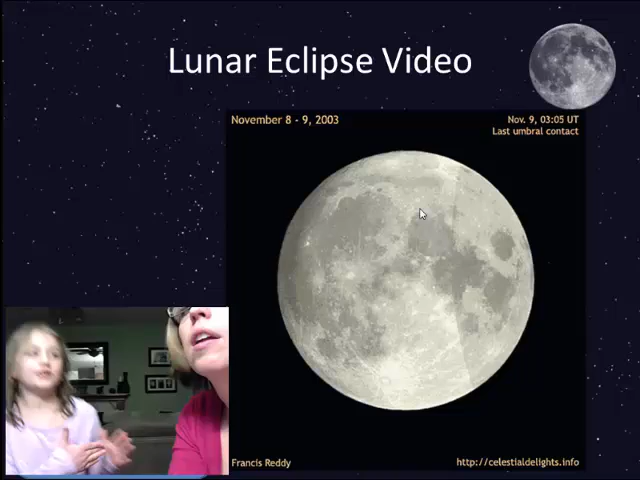 Lunar Eclipse Video
November 8 - 9, 2003
Nov. 9, 03:05 UT
Last umbral contact
Francis Reddy
http://celestialdelights.info